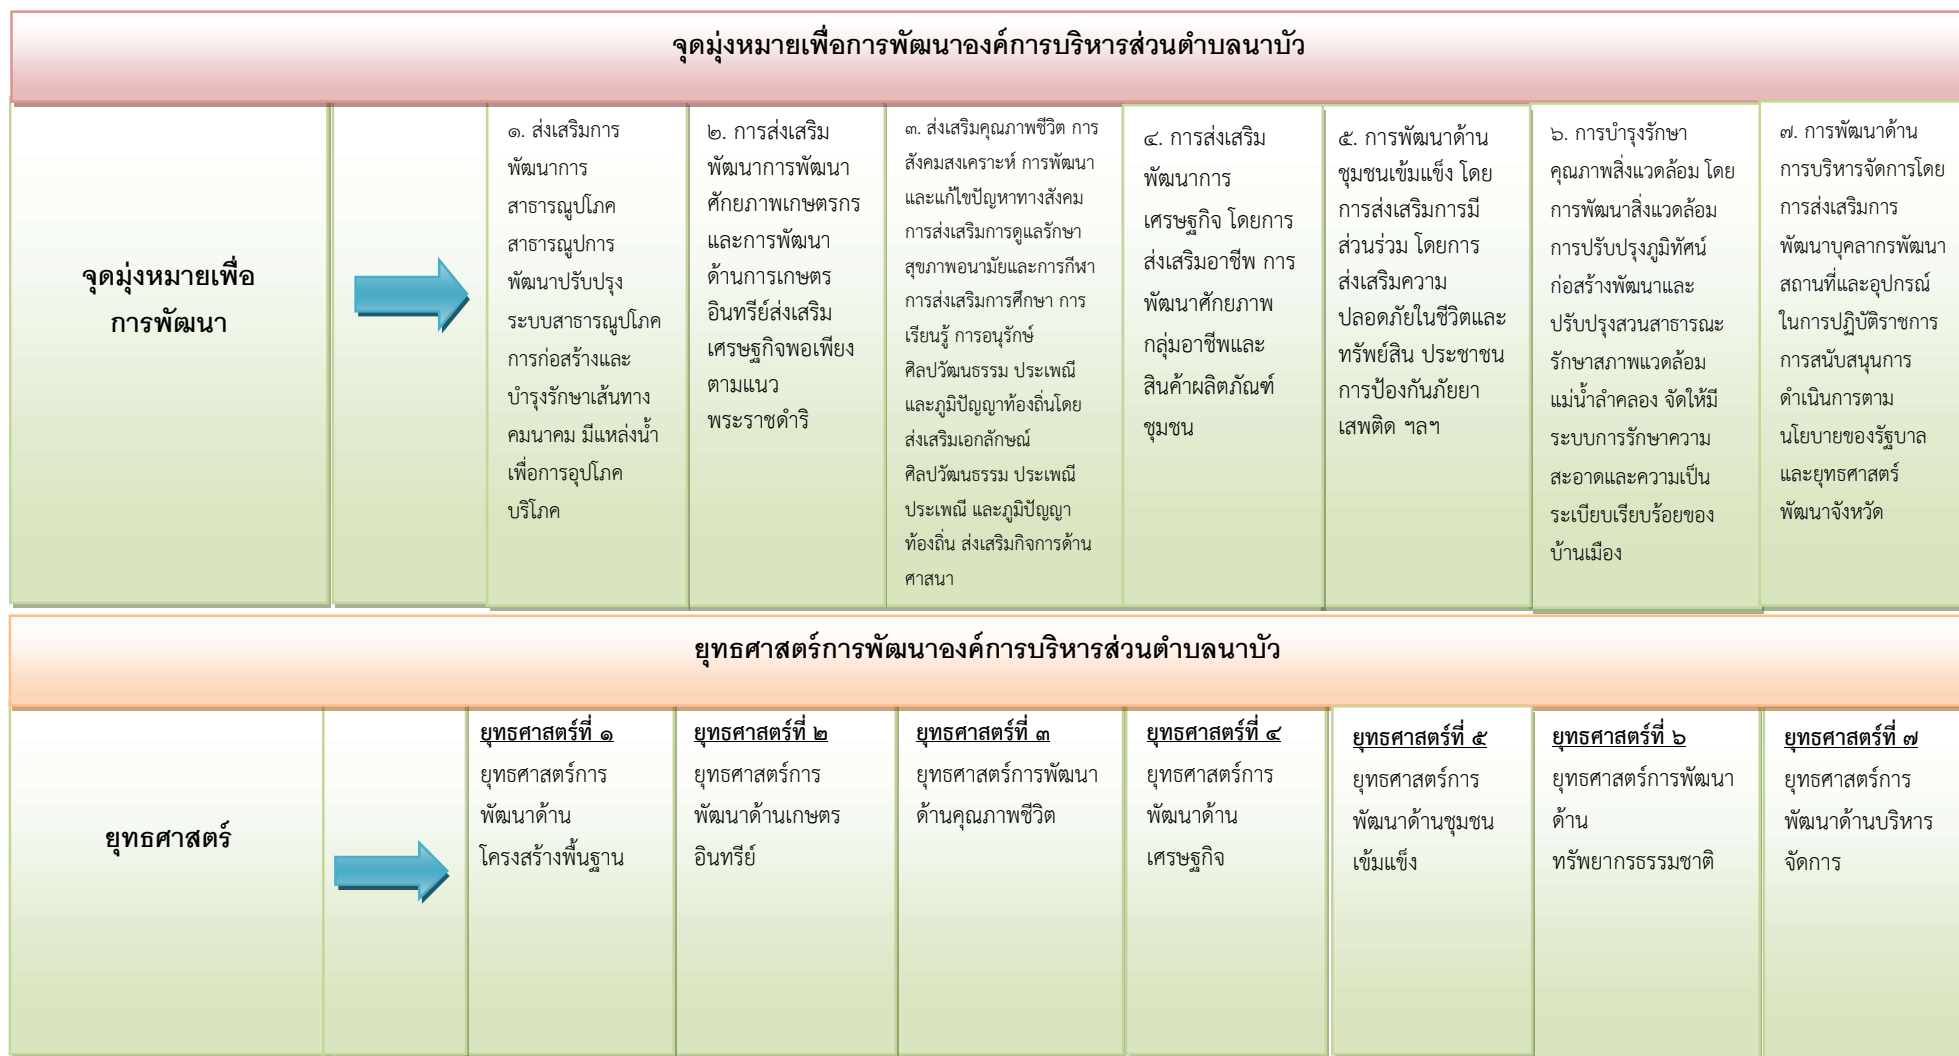 จุดมุ่งหมายเพื่อการพัฒนาองค์การบริหารส่วนตำบลนาบัว
จุดมุ่งหมายเพื่อ
การพัฒนา
๑. ส่งเสริมการ
พัฒนาการ
สาธารณูปโภค
สาธารณูปการ
พัฒนาปรับปรุง
ระบบสาธารณูปโภค
การก่อสร้างและ
บำรุงรักษาเส้นทาง
คมนาคม มีแหล่งน้ำ
เพื่อการอุปโภค
บริโภค
๒. การส่งเสริม
พัฒนาการพัฒนา
ศักยภาพเกษตรกร
และการพัฒนา
ด้านการเกษตร
อินทรีย์ส่งเสริม
เศรษฐกิจพอเพียง
ตามแนว
พระราชดำริ
๓. ส่งเสริมคุณภาพชีวิต การ
สังคมสงเคราะห์ การพัฒนา
และแก้ไขปัญหาทางสังคม
การส่งเสริมการดูแลรักษา
สุขภาพอนามัยและการกีฬา
การส่งเสริมการศึกษา การ
เรียนรู้ การอนุรักษ์
ศิลปวัฒนธรรม ประเพณี
และภูมิปัญญาท้องถิ่นโดย
ส่งเสริมเอกลักษณ์
ศิลปวัฒนธรรม ประเพณี
ประเพณี และภูมิปัญญา
ท้องถิ่น ส่งเสริมกิจการด้าน
ศาสนา
๔. การส่งเสริม
พัฒนาการ
เศรษฐกิจ โดยการ
ส่งเสริมอาชีพ การ
พัฒนาศักยภาพ
กลุ่มอาชีพและ
สินค้าผลิตภัณฑ์
ชุมชน
๕. การพัฒนาด้าน
ชุมชนเข้มแข็ง โดย
การส่งเสริมการมี
ส่วนร่วม โดยการ
ส่งเสริมความ
ปลอดภัยในชีวิตและ
ทรัพย์สิน ประชาชน
การป้องกันภัยยา
เสพติด ฯลฯ
๖. การบำรุงรักษา
คุณภาพสิ่งแวดล้อม โดย
การพัฒนาสิ่งแวดล้อม
การปรับปรุงภูมิทัศน์
ก่อสร้างพัฒนาและ
ปรับปรุงสวนสาธารณะ
รักษาสภาพแวดล้อม
แม่น้ำลำคลอง จัดให้มี
ระบบการรักษาความ
สะอาดและความเป็น
ระเบียบเรียบร้อยของ
บ้านเมือง
๗. การพัฒนาด้าน
การบริหารจัดการโดย
การส่งเสริมการ
พัฒนาบุคลากรพัฒนา
สถานที่และอุปกรณ์
ในการปฏิบัติราชการ
การสนับสนุนการ
ดำเนินการตาม
นโยบายของรัฐบาล
และยุทธศาสตร์
พัฒนาจังหวัด
ยุทธศาสตร์การพัฒนาองค์การบริหารส่วนตำบลนาบัว
ยุทธศาสตร์
ยุทธศาสตร์ที่ ๑
ยุทธศาสตร์การ
พัฒนาด้าน
โครงสร้างพื้นฐาน
ยุทธศาสตร์ที่ ๒
ยุทธศาสตร์การ
พัฒนาด้านเกษตร
อินทรีย์
ยุทธศาสตร์ที่ ๓
ยุทธศาสตร์การพัฒนา
ด้านคุณภาพชีวิต
ยุทธศาสตร์ที่ ๔
ยุทธศาสตร์การ
พัฒนาด้าน
เศรษฐกิจ
ยุทธศาสตร์ที่ ๕
ยุทธศาสตร์การ
พัฒนาด้านชุมชน
เข้มแข็ง
ยุทธศาสตร์ที่ ๖
ยุทธศาสตร์การพัฒนา
ด้าน
ทรัพยากรธรรมชาติ
ยุทธศาสตร์ที่ ๗
ยุทธศาสตร์การ
พัฒนาด้านบริหาร
จัดการ